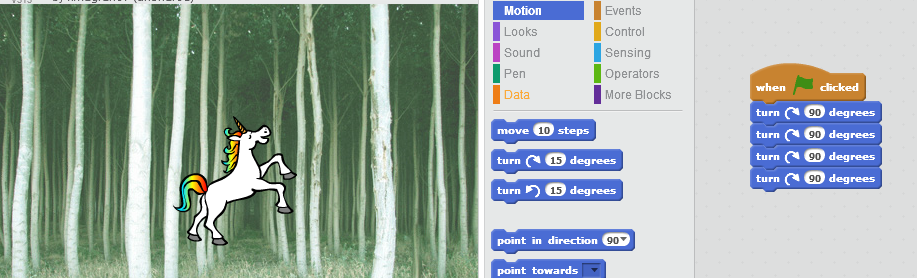 Motion
Events
Looks
Control
Sound
Sensing
Pen
Operators
Data
More Blocks
move 10 steps
turn 15 degrees
turn 15 degrees
point in direction 90
point towards
when clicked
turn 90 degrees
turn 90 degrees
turn 90 degrees
turn 90 degrees